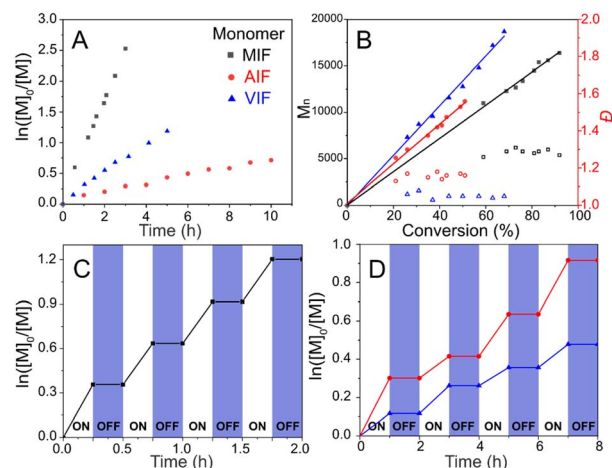 A
Monomer
MIF
AIF
VIF
ln([M]0/[M])
3.0
2.5
2.0
1.5
1.0
0.5
0.0
0 2 4 6 8 10
Time (h)
B
Mn
20000
15000
10000
5000
0
0 20 40 60 80 100
Conversion (%)
2.0
1.8
1.6
1.4
1.2
1.0
Đ
C
ln([M]0/[M])
1.2
0.9
0.6
0.3
0.0
ON OFF ON OFF ON OFF ON OFF
0.0 0.5 1.0 1.5 2.0
Time (h)
D
ln([M]0/[M])
1.0
0.8
0.6
0.4
0.2
0.0
ON OFF ON OFF ON OFF ON OFF
0 2 4 6 8
Time (h)